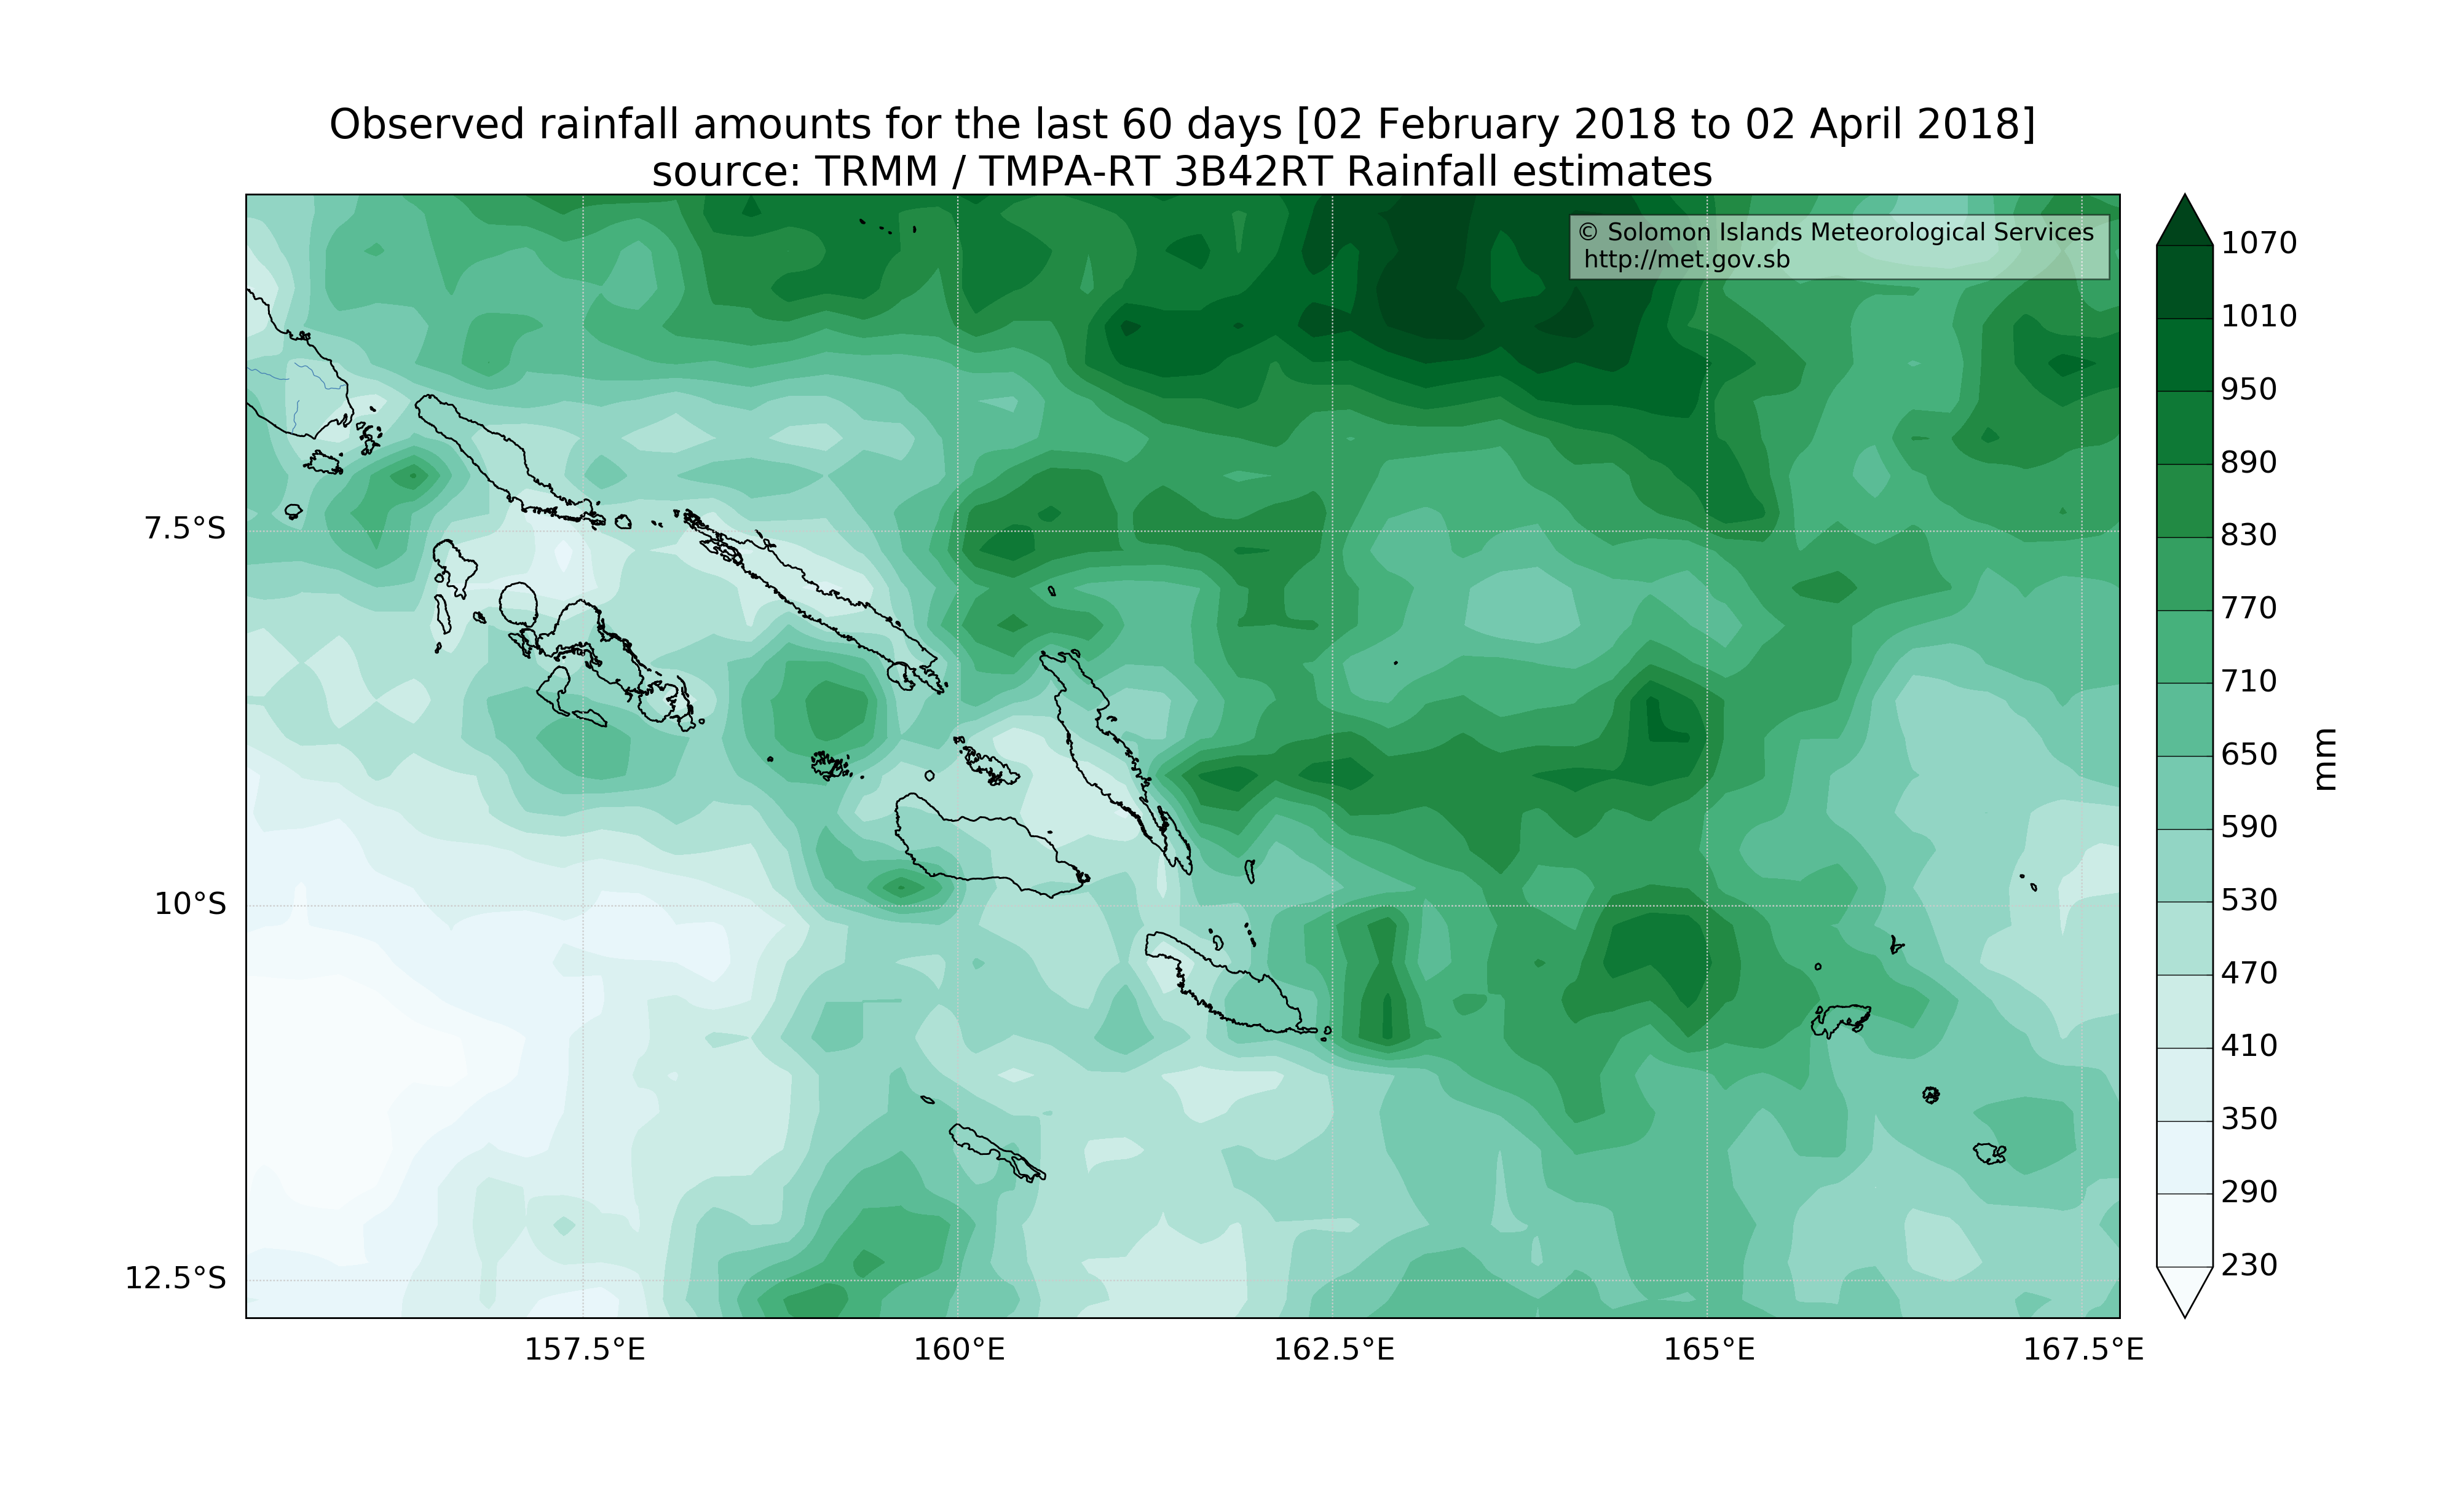 Observed rainfall amounts for the last 60 days [02 February 2018 to 02 April 2018]
source: TRMM / TMPA-RT 3B42RT Rainfall estimates
© Solomon Islands Meteorological Services
http://met.gov.sb
7.5°S
10°S
12.5°S
157.5°E
160°E
162.5°E
165°E
167.5°E
1070
1010
950
890
830
770
710
650
590
530
470
410
350
290
230
mm